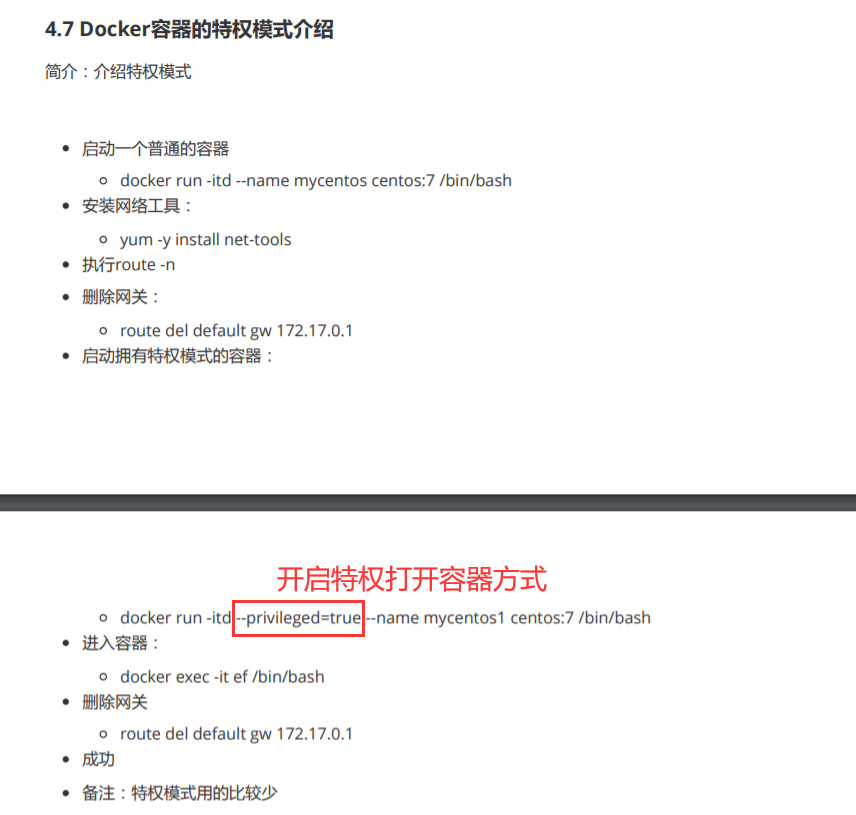 4.7 Docker容器的特权模式介绍
简介：介绍特权模式
启动一个普通的容器
docker run -itd --name mycentos centos:7 /bin/bash
安装网络工具：
yum -y install net-tools
执行route -n
删除网关：
route del default gw 172.17.0.1
启动拥有特权模式的容器：
开启特权打开容器方式
docker run -itd --privileged=true --name mycentos1 centos:7 /bin/bash
进入容器：
docker exec -it ef /bin/bash
删除网关
route del default gw 172.17.0.1
成功
备注：特权模式用的比较少